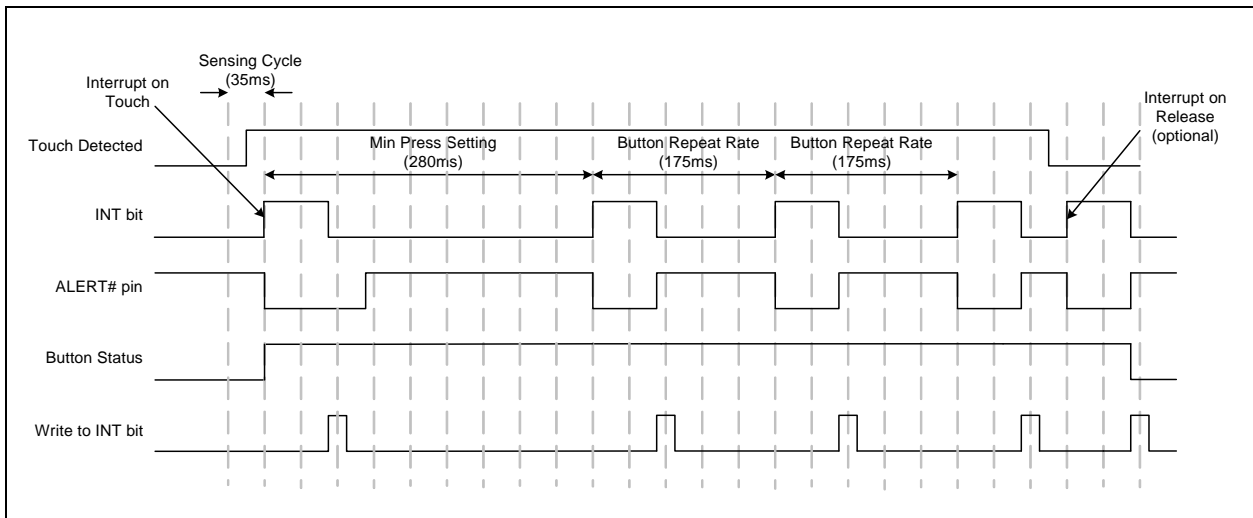 Sensing Cycle
(35ms)
Interrupt on
Touch
Interrupt on
Release
(optional)
Touch Detected
Min Press Setting
(280ms)
Button Repeat Rate
(175ms)
Button Repeat Rate
(175ms)
INT bit
ALERT# pin
Button Status
Write to INT bit